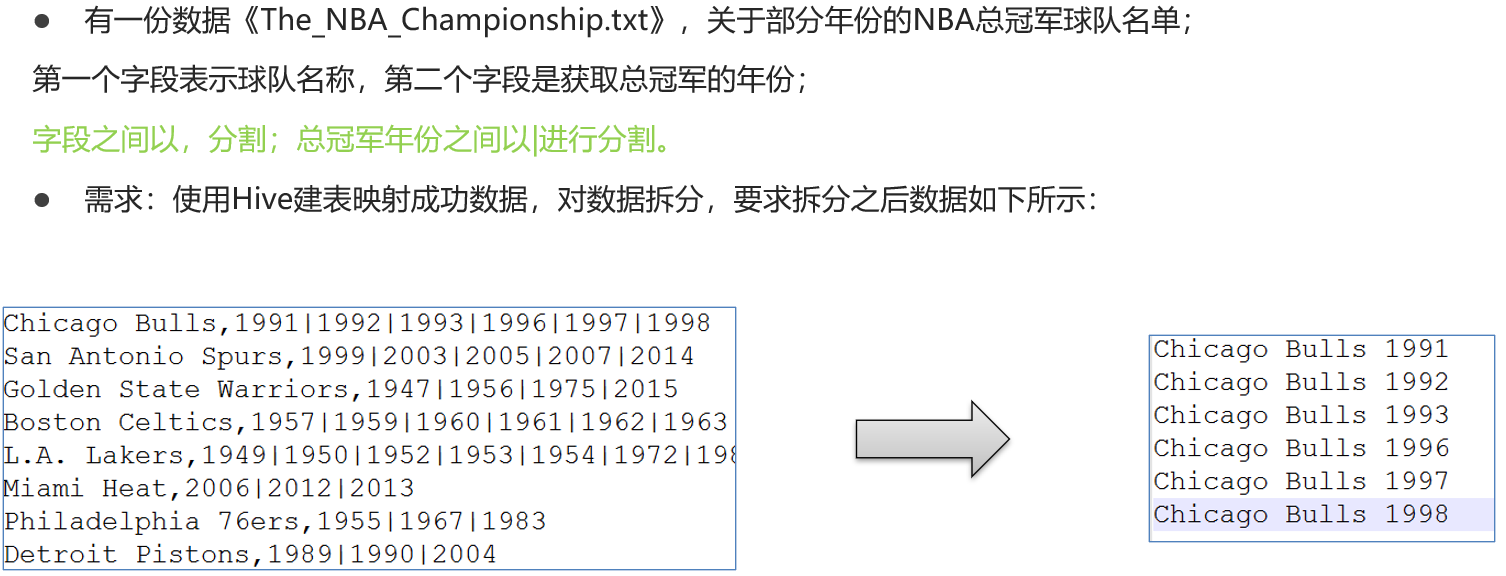 ● 有一份数据《The_NBA_Championship.txt》，关于部分年份的NBA总冠军球队名单；
第一个字段表示球队名称，第二个字段是获取总冠军的年份；
字段之间以，分割；总冠军年份之间以|进行分割。
● 需求：使用Hive建表映射成功数据，对数据拆分，要求拆分之后数据如下所示：
Chicago Bulls,1991|1992|1993|1996|1997|1998
San Antonio Spurs,1999|2003|2005|2007|2014
Golden State Warriors,1947|1956|1975|2015
Boston Celtics,1957|1959|1960|1961|1962|1963
L.A. Lakers,1949|1950|1952|1953|1954|1972|198
Miami Heat,2006|2012|2013
Philadelphia 76ers,1955|1967|1983
Detroit Pistons,1989|1990|2004
Chicago Bulls 1991
Chicago Bulls 1992
Chicago Bulls 1993
Chicago Bulls 1996
Chicago Bulls 1997
Chicago Bulls 1998